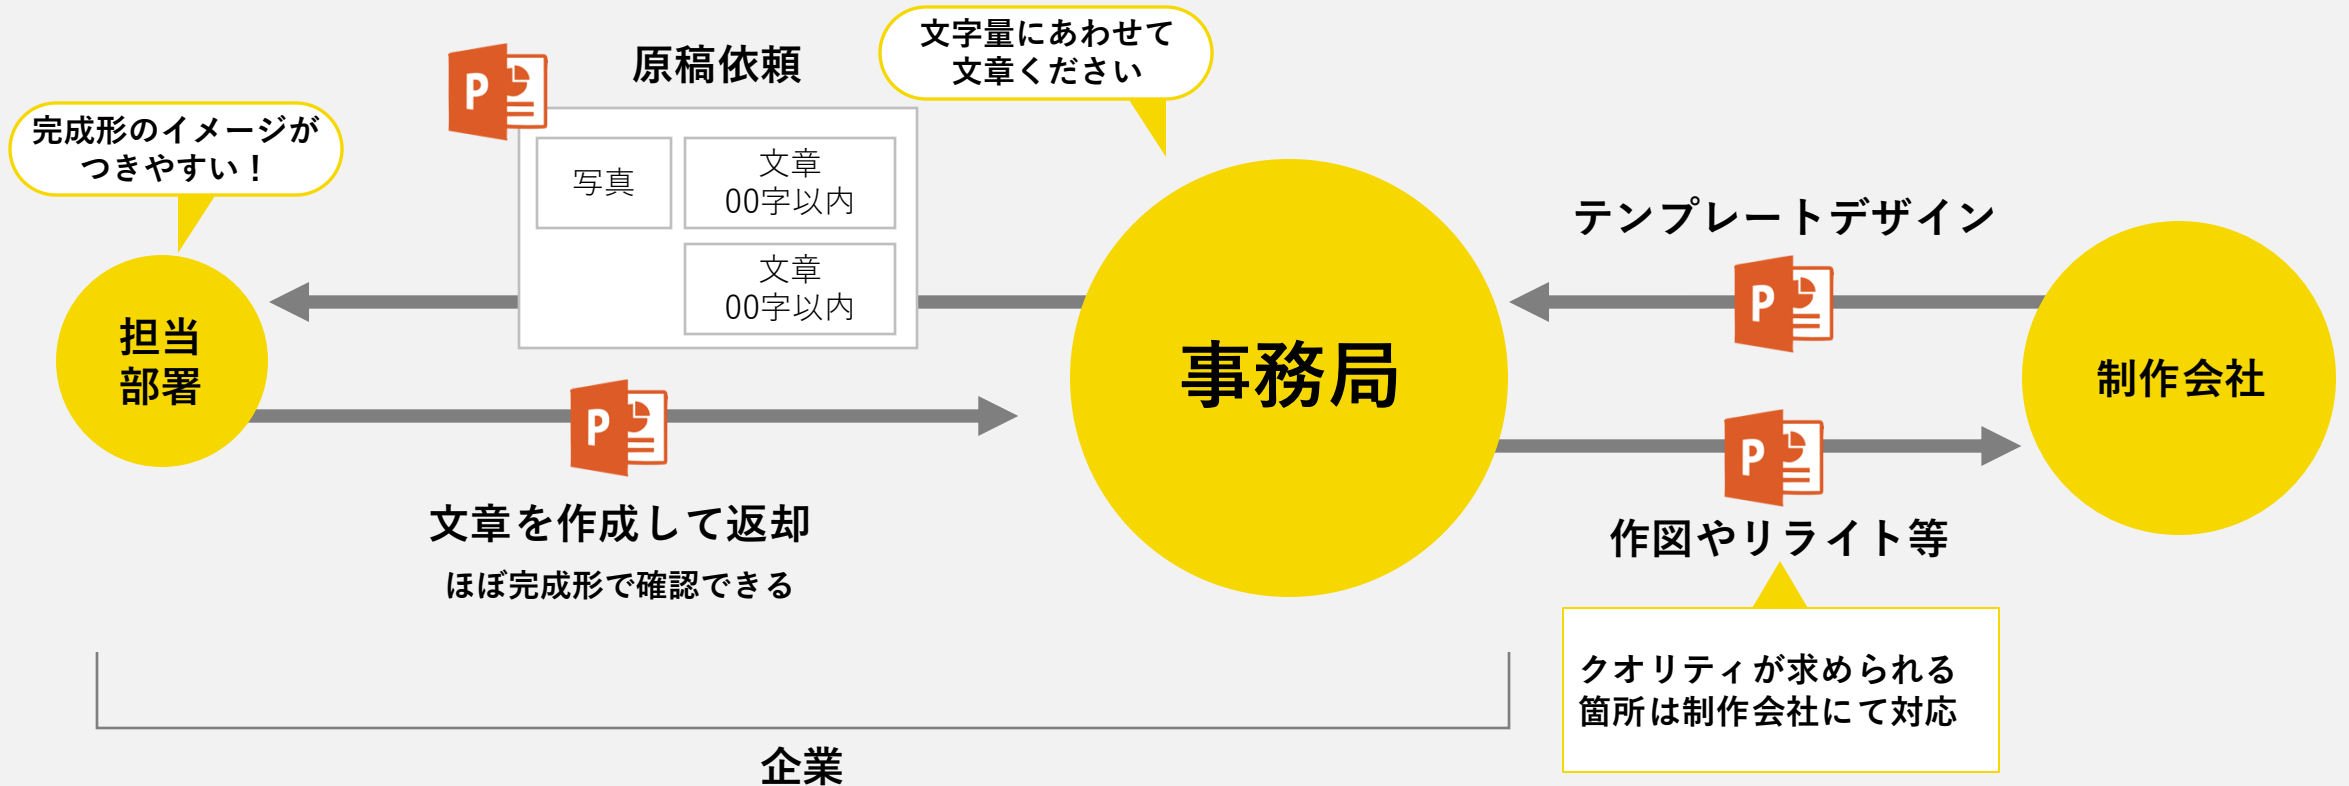 文字量にあわせて
文章ください
原稿依頼
P
完成形のイメージが
つきやすい！
写真
文章
00字以内
文章
00字以内
テンプレートデザイン
P
担当
部署
事務局
制作会社
P
P
文章を作成して返却
ほぼ完成形で確認できる
作図やリライト等
クオリティが求められる
箇所は制作会社にて対応
企業